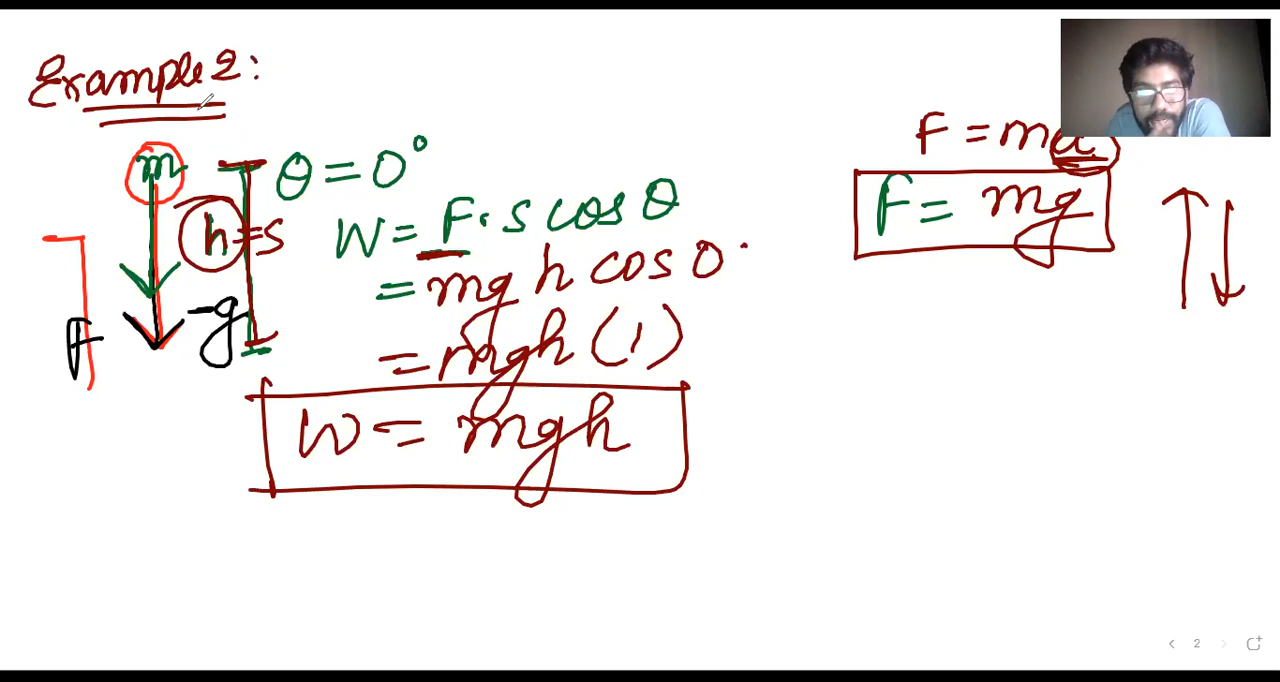 Example 2:
m
θ = 0°
h = s
W = F · s cos θ
= mg h cos 0°
= mgh (1)
W = mgh
-g
F
F = ma
F = mg
2